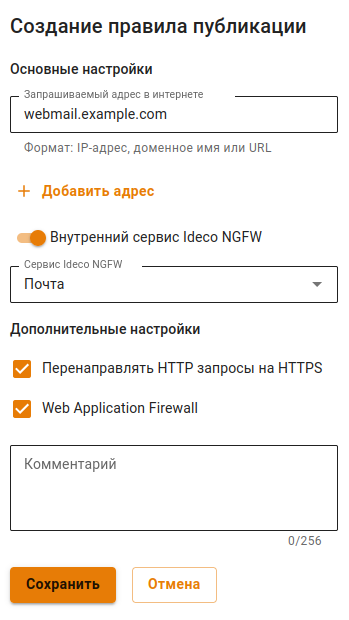 Создание правила публикации
Основные настройки
Запрашиваемый адрес в интернете
webmail.example.com
Формат: IP-адрес, доменное имя или URL
+ Добавить адрес
Внутренний сервис Ideco NGFW
Сервис Ideco NGFW
Почта
Дополнительные настройки
Перенаправлять HTTP запросы на HTTPS
Web Application Firewall
Комментарий
0/256
Сохранить
Отмена